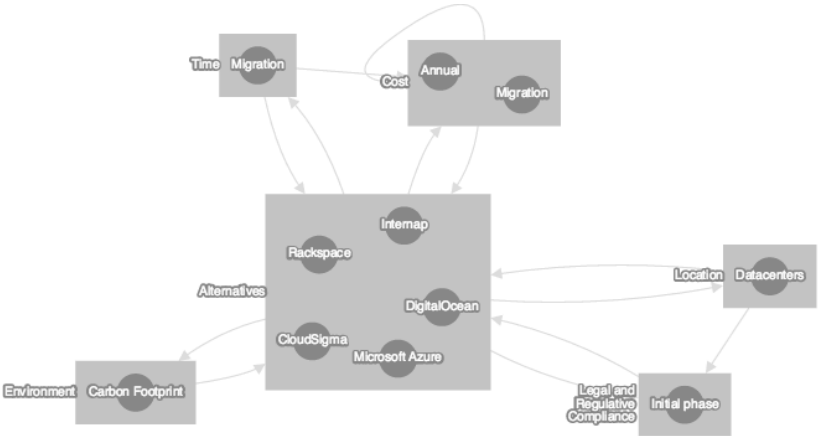 Time
Migration
Annual
Cost
Migration
Internap
Rackspace
Alternatives
DigitalOcean
CloudSigma
Microsoft Azure
Location
Datacenters
Environment
Carbon Footprint
Legal and
Regulative
Compliance
Initial phase